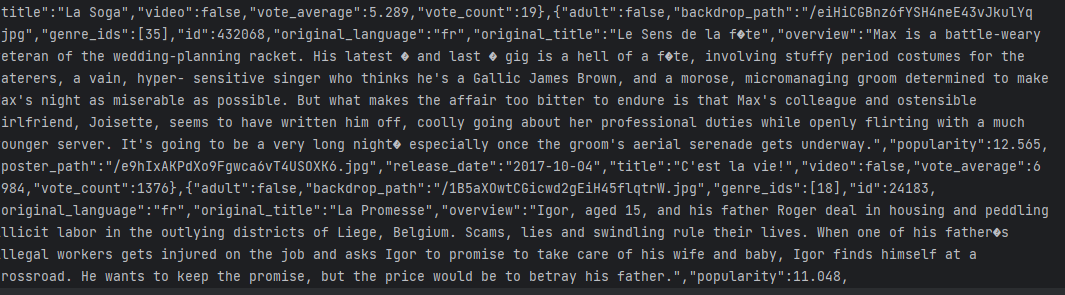 title":"La Soga","video":false,"vote_average":5.289,"vote_count":19},{"adult":false,"backdrop_path":"/eiHiCGBnz6fYSH4neE43vJkulYq
jpg","genre_ids":[35],"id":432068,"original_language":"fr","original_title":"Le Sens de la f�te","overview":"Max is a battle-weary
eteran of the wedding-planning racket. His latest � and last � gig is a hell of a f�te, involving stuffy period costumes for the
aterers, a vain, hyper- sensitive singer who thinks he's a Gallic James Brown, and a morose, micromanaging groom determined to make
ax's night as miserable as possible. But what makes the affair too bitter to endure is that Max's colleague and ostensible
irlfriend, Joisette, seems to have written him off, coolly going about her professional duties while openly flirting with a much
ounger server. It's going to be a very long night� especially once the groom's aerial serenade gets underway.","popularity":12.565,
poster_path":"/e9hIxAKPdXo9Fgwca6vT4USOXK6.jpg","release_date":"2017-10-04","title":"C'est la vie!","video":false,"vote_average":6
984,"vote_count":1376},{"adult":false,"backdrop_path":"/1B5aXOwtCGicwd2gEiH45flqtrW.jpg","genre_ids":[18],"id":24183,
original_language":"fr","original_title":"La Promesse","overview":"Igor, aged 15, and his father Roger deal in housing and peddling
llicit labor in the outlying districts of Liege, Belgium. Scams, lies and swindling rule their lives. When one of his father�s
llegal workers gets injured on the job and asks Igor to promise to take care of his wife and baby, Igor finds himself at a
rossroad. He wants to keep the promise, but the price would be to betray his father.","popularity":11.048,